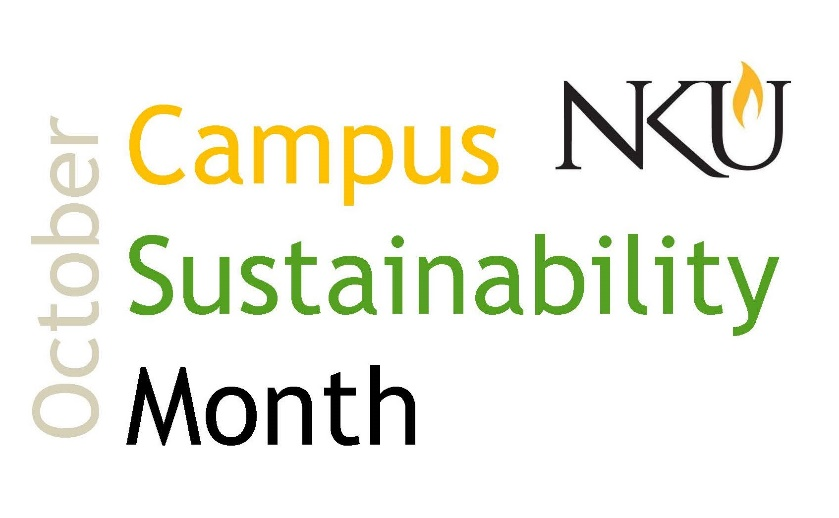 October
Campus
Sustainability
Month
NKU